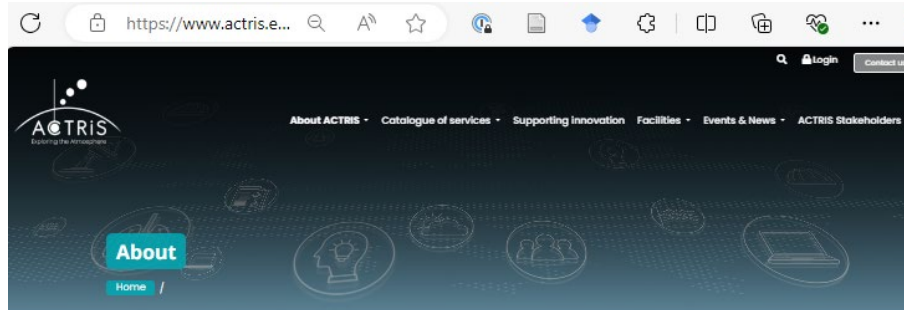 https://www.actris.e...
Login
Contact u
ACTRiS
Exploring the Atmosphere
About ACTRIS
Catalogue of services
Supporting innovation
Facilities
Events & News
ACTRIS Stakeholders
About
Home /